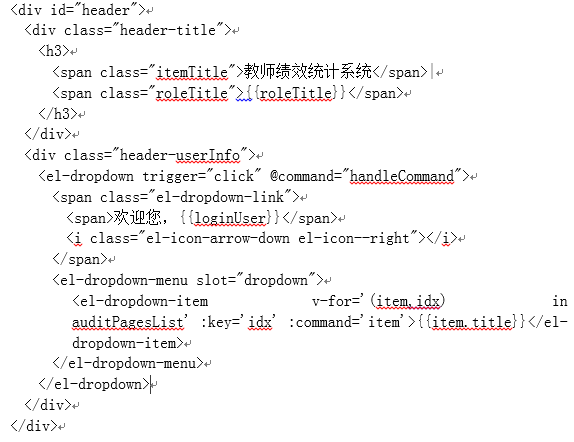 <div id="header">
<div class="header-title">
<h3>
<span class="itemTitle">教师绩效统计系统</span>
<span class="roleTitle">{{roleTitle}}</span>
</h3>
</div>
<div class="header-userInfo">
<el-dropdown trigger="click" @command="handleCommand">
<span class="el-dropdown-link">
<span>欢迎您，{{loginUser}}</span>
<i class="el-icon-arrow-down el-icon--right"></i>
</span>
<el-dropdown-menu slot="dropdown">
<el-dropdown-item v-for='(item,idx) in
auditPagesList' :key='idx' :command='item'>{{item.title}}</el-
dropdown-item>
</el-dropdown-menu>
</el-dropdown>
</div>
</div>